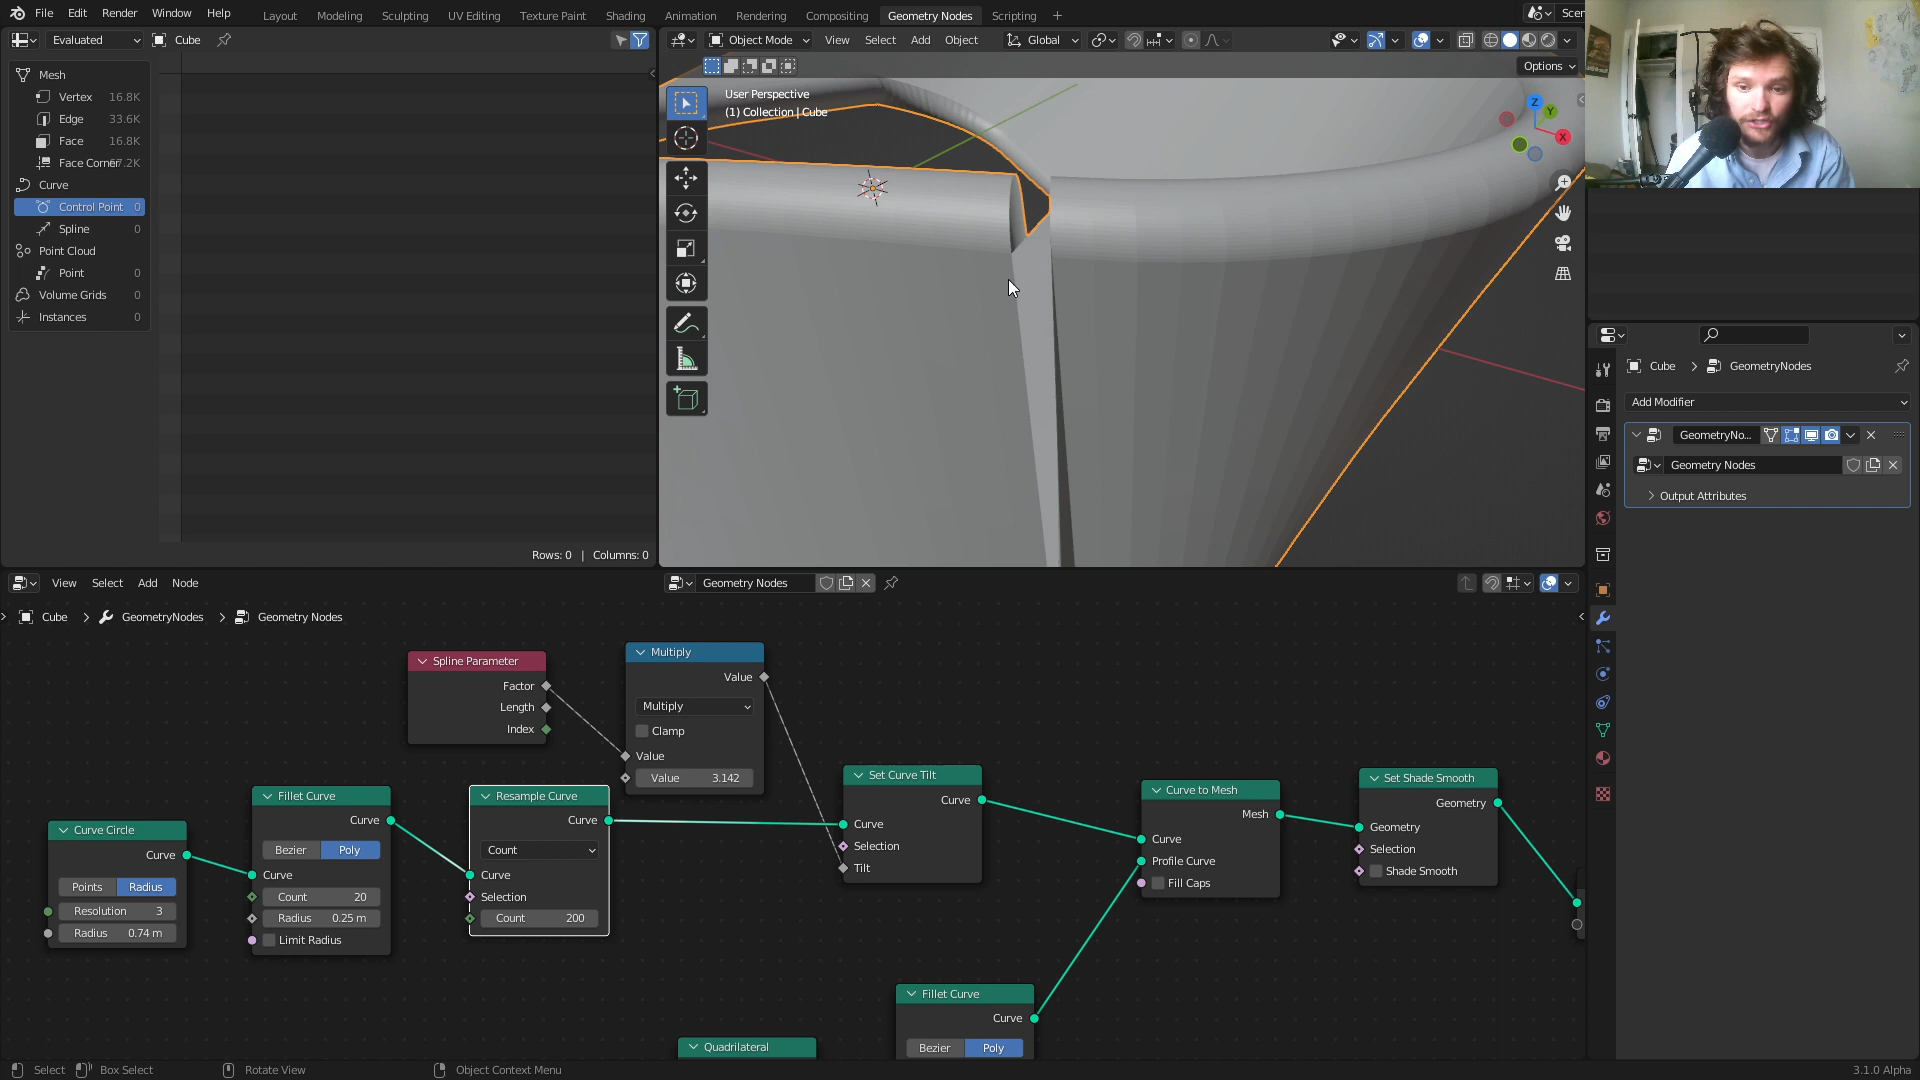 File Edit Render Window Help Layout Modeling Sculpting UV Editing Texture Paint Shading Animation Rendering Compositing Geometry Nodes Scripting +
Evaluated Cube
Object Mode View Select Add Object Global
Options
Mesh
Vertex 16.8K
Edge 33.6K
Face 16.8K
Face Corner
Curve
Control Point 0
Spline 0
Point Cloud
Point 0
Volume Grids 0
Instances 0
Rows: 0 | Columns: 0
User Perspective
(1) Collection | Cube
Z
Y
X
Cube > GeometryNodes
Add Modifier
GeometryNo...
Geometry Nodes
Output Attributes
View Select Add Node Geometry Nodes
Cube > GeometryNodes > Geometry Nodes
Spline Parameter
Factor
Length
Index
Multiply
Value
Multiply
Clamp
Value
Value 3.142
Curve Circle
Curve
Points Radius
Resolution 3
Radius 0.74 m
Fillet Curve
Curve
Bezier Poly
Curve
Count 20
Radius 0.25 m
Limit Radius
Resample Curve
Curve
Count
Curve
Selection
Count 200
Set Curve Tilt
Curve
Curve
Selection
Tilt
Curve to Mesh
Mesh
Curve
Profile Curve
Fill Caps
Set Shade Smooth
Geometry
Geometry
Selection
Shade Smooth
Fillet Curve
Curve
Bezier Poly
Quadrilateral
Select Box Select Rotate View Object Context Menu 3.1.0 Alpha